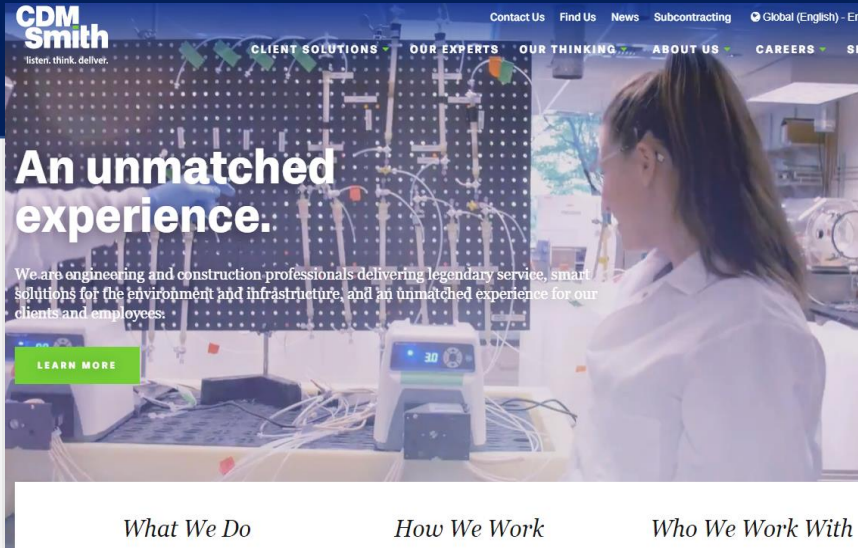 CDM
Smith
listen. think. deliver.
Contact Us Find Us News Subcontracting Global (English) -
CLIENT SOLUTIONS OUR EXPERTS OUR THINKING ABOUT US CAREERS
An unmatched
experience.
We are engineering and construction professionals delivering legendary service, smart
solutions for the environment and infrastructure, and an unmatched experience for our
clients and employees.
LEARN MORE
3.0
What We Do How We Work Who We Work With